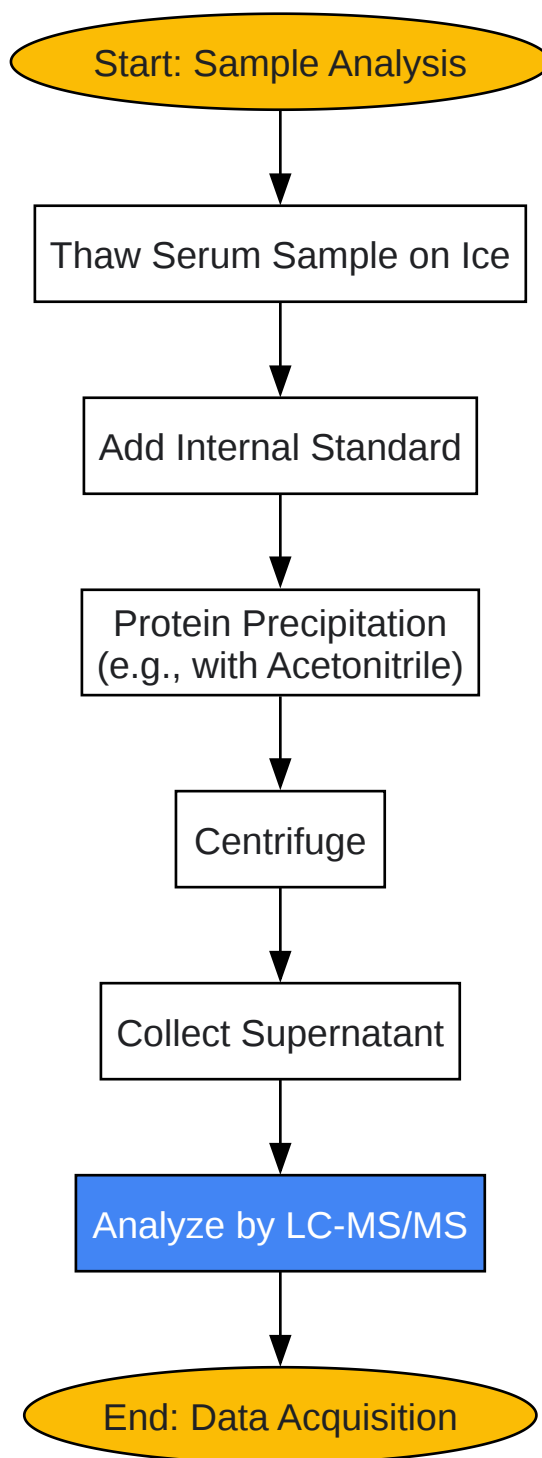 Start: Sample Analysis
Thaw Serum Sample on Ice
Add Internal Standard
Protein Precipitation
(e.g., with Acetonitrile)
Centrifuge
Collect Supernatant
Analyze by LC-MS/MS
End: Data Acquisition